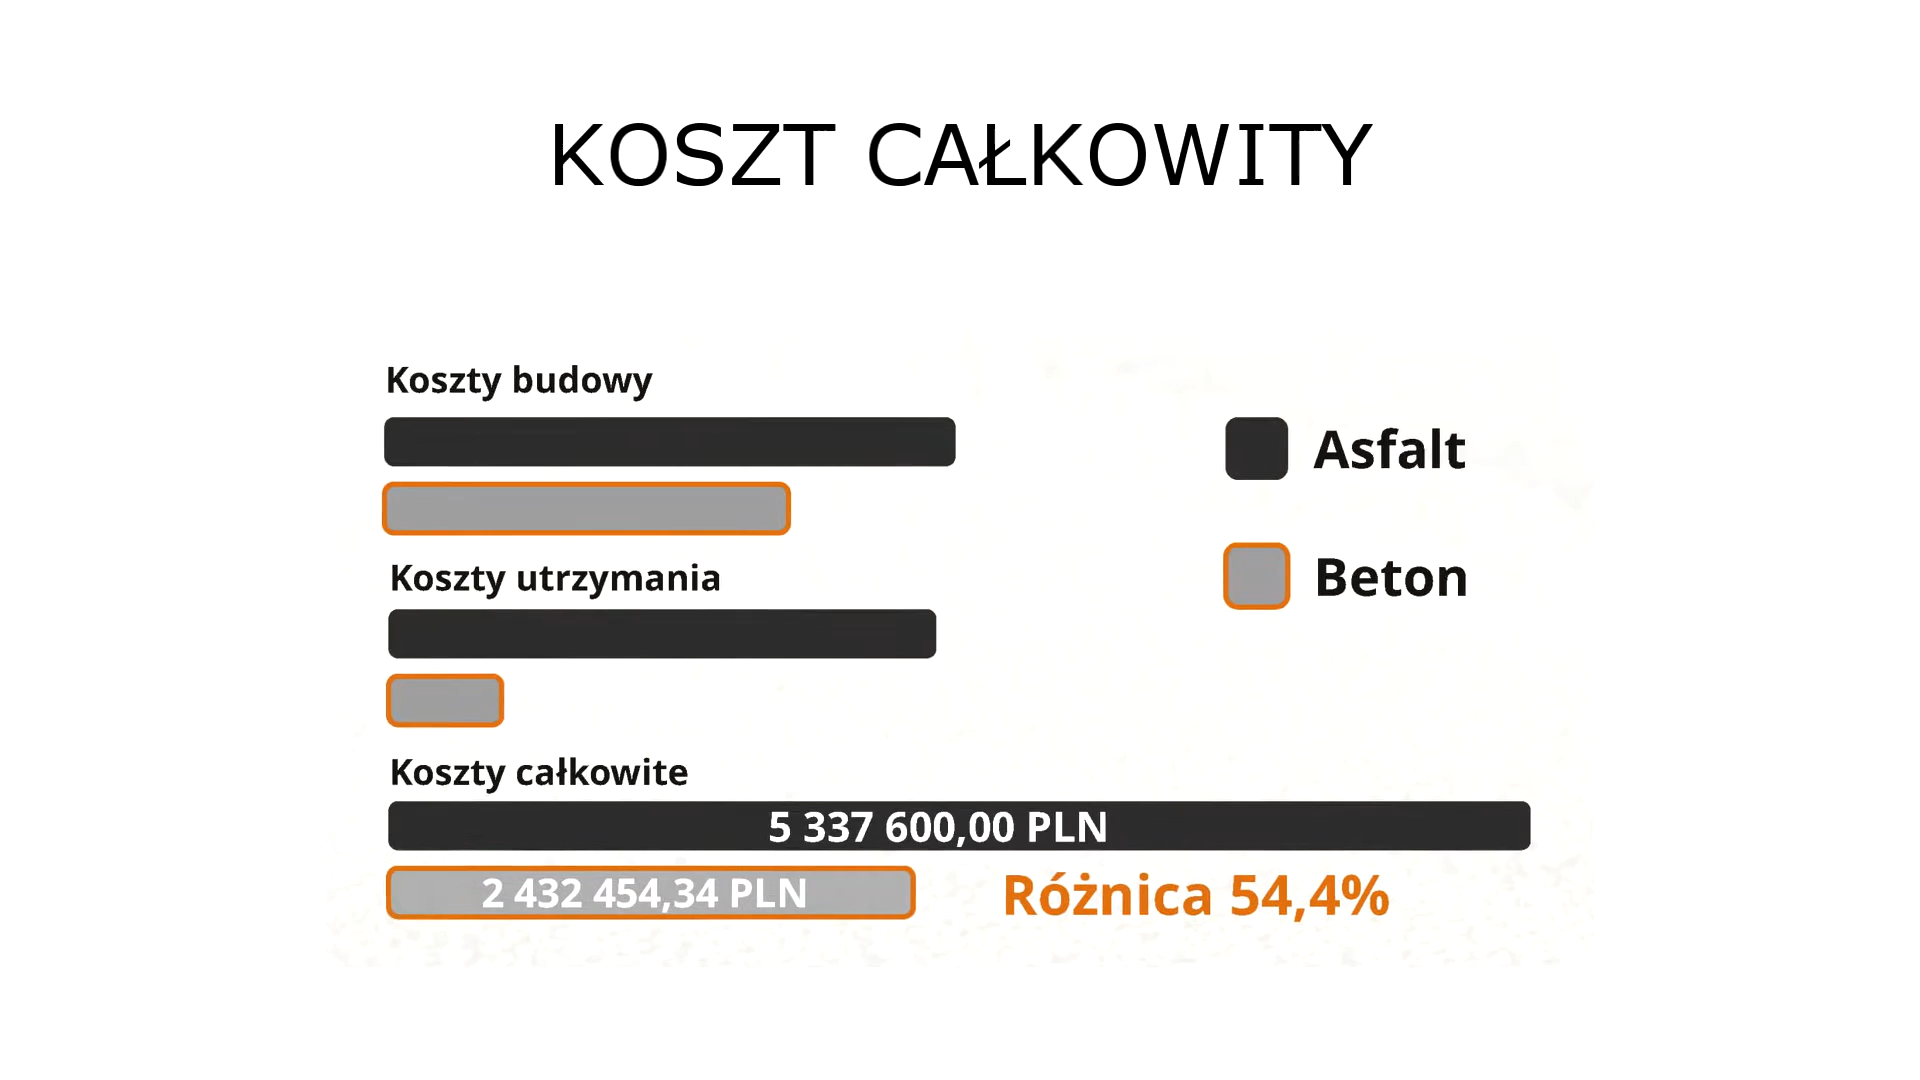 KOSZT CAŁKOWITY
Koszty budowy
Asfalt
Beton
Koszty utrzymania
Koszty całkowite
5 337 600,00 PLN
2 432 454,34 PLN
Różnica 54,4%